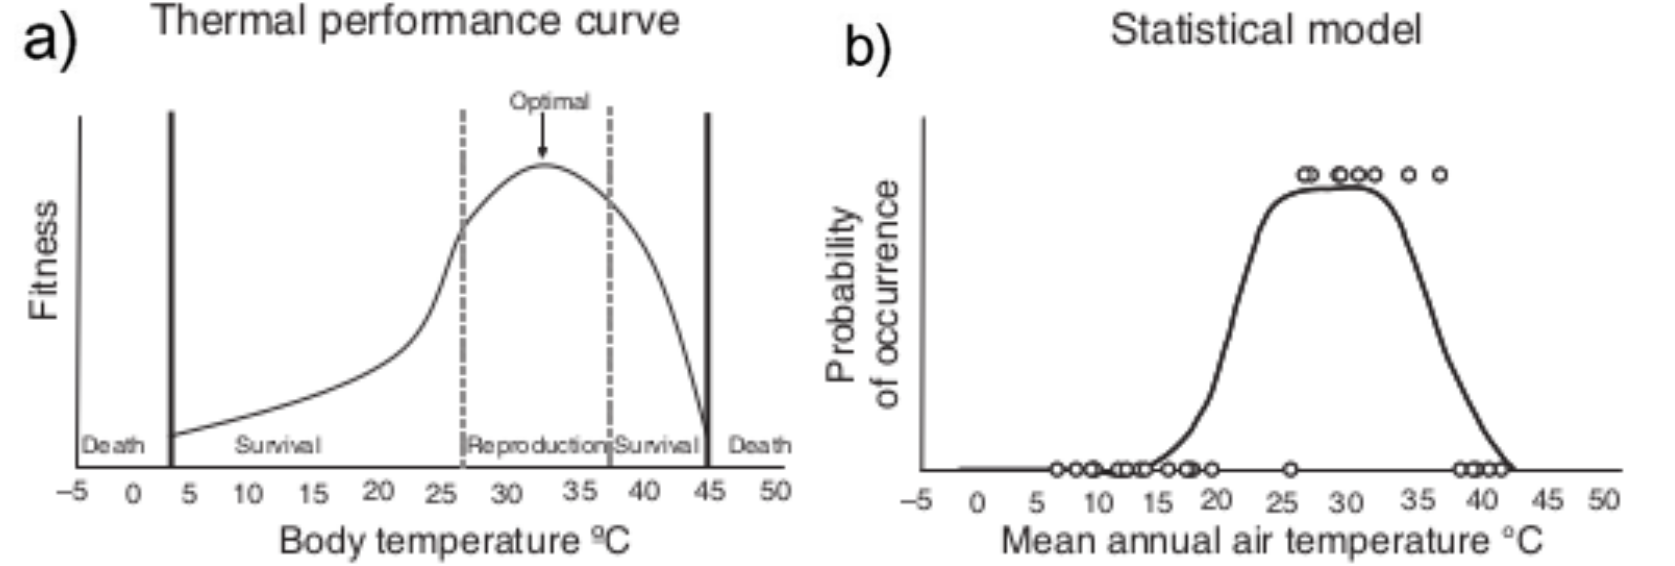 a)
Thermal performance curve
Optimal
Fitness
Death
Survival
Reproduction
Survival
Death
–5 0 5 10 15 20 25 30 35 40 45 50
Body temperature ºC
b)
Statistical model
Probability
of occurrence
–5 0 5 10 15 20 25 30 35 40 45 50
Mean annual air temperature °C